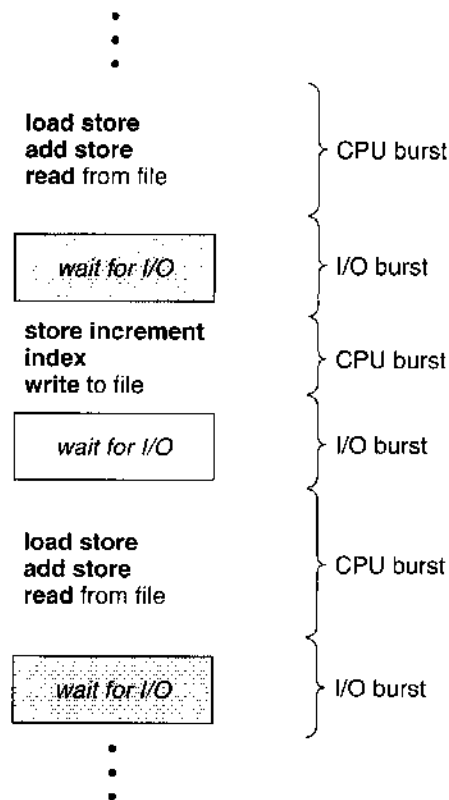 load store
add store
read from file
CPU burst
wait for I/O
I/O burst
store increment
index
write to file
CPU burst
wait for I/O
I/O burst
load store
add store
read from file
CPU burst
wait for I/O
I/O burst